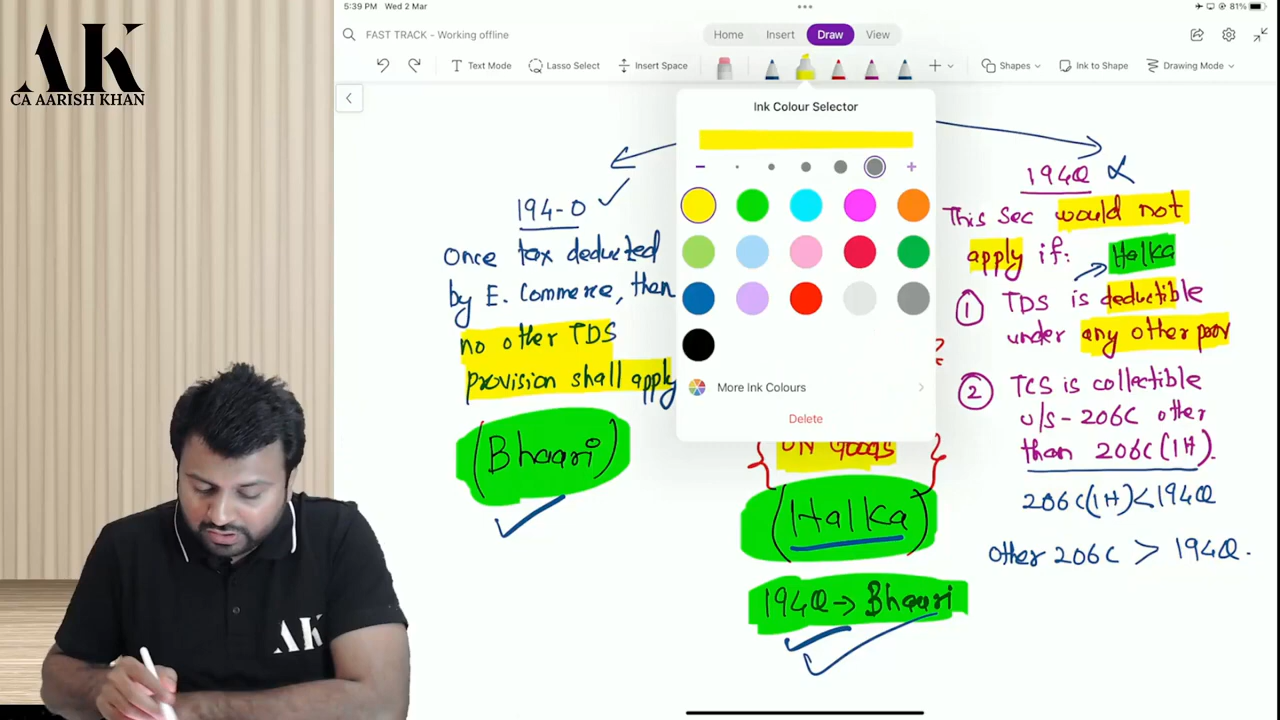 AK
CA AARISH KHAN
5:39 PM Wed 2 Mar
81%
FAST TRACK - Working offline
Home Insert Draw View
Text Mode Lasso Select Insert Space Shapes Ink to Shape Drawing Mode
Ink Colour Selector
More Ink Colours
Delete
194-O
Once tax deducted
by E. Commerce, then
no other TDS
provision shall apply
(Bhaari)
ON Goods
(Halka)
194Q → Bhaari
194Q
This Sec would not
apply if: Halka
① TDS is deductible
under any other prov
② TCS is collectible
u/s-206C other
than 206C(1H).
206C(1H)<194Q
Other 206C > 194Q.
AK